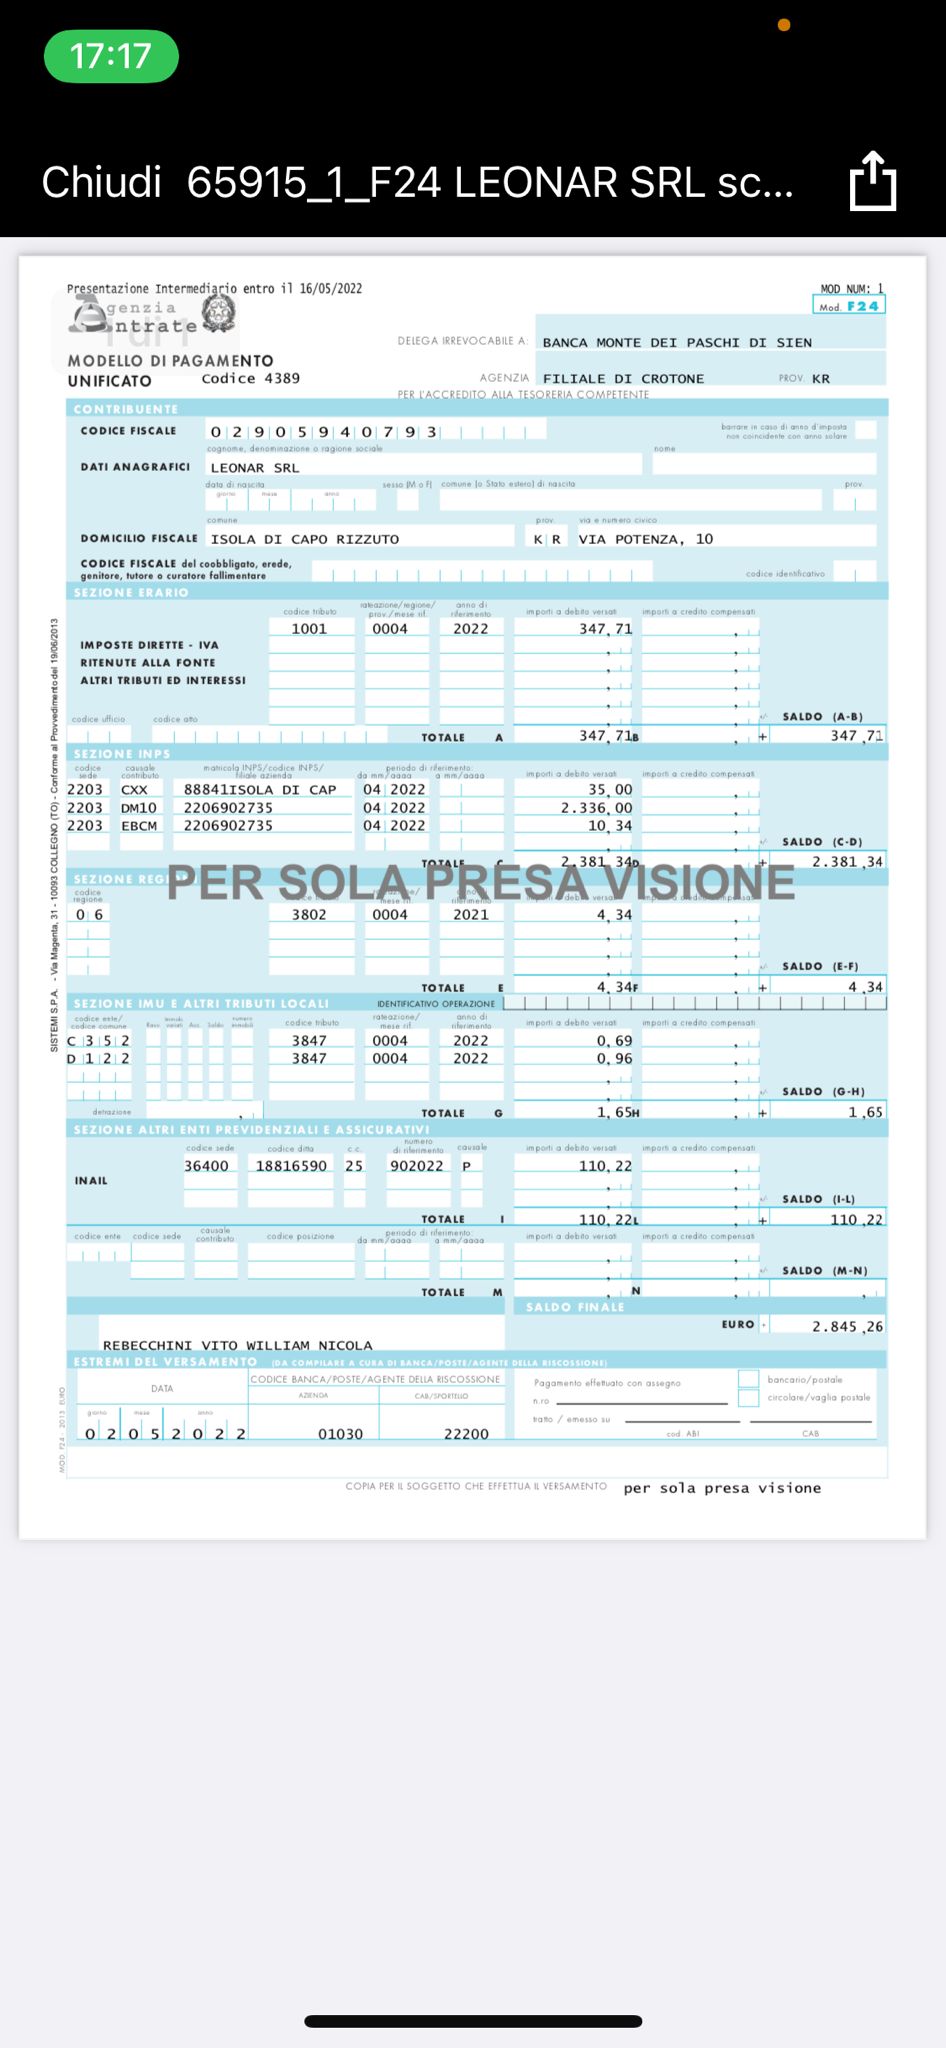 17:17
Chiudi 65915_1_F24 LEONAR SRL sc...
Presentazione Intermediario entro il 16/05/2022
MOD NUM: 1
Agenzia
Entrate
1 di 1
Mod. F24
DELEGA IRREVOCABILE A: BANCA MONTE DEI PASCHI DI SIEN
MODELLO DI PAGAMENTO
UNIFICATO Codice 4389
AGENZIA FILIALE DI CROTONE PROV. KR
PER L'ACCREDITO ALLA TESORERIA COMPETENTE
CONTRIBUENTE
CODICE FISCALE 0 2 9 0 5 9 4 0 7 9 3
barrare in caso di anno d'imposta
non coincidente con anno solare
cognome, denominazione o ragione sociale nome
DATI ANAGRAFICI LEONAR SRL
data di nascita sesso (M o F) comune (o Stato estero) di nascita prov.
giorno mese anno
comune prov. via e numero civico
DOMICILIO FISCALE ISOLA DI CAPO RIZZUTO K R VIA POTENZA, 10
CODICE FISCALE del coobbligato, erede,
genitore, tutore o curatore fallimentare codice identificativo
SEZIONE ERARIO
codice tributo rateazione/regione/ prov./mese rif. anno di riferimento importi a debito versati importi a credito compensati
1001 0004 2022 347,71 ,
IMPOSTE DIRETTE - IVA
RITENUTE ALLA FONTE
ALTRI TRIBUTI ED INTERESSI
codice ufficio codice atto +/- SALDO (A-B)
TOTALE A 347,71 B , + 347,71
SEZIONE INPS
codice sede causale contributo matricola INPS/codice INPS/ filiale azienda periodo di riferimento: da mm/aaaa a mm/aaaa importi a debito versati importi a credito compensati
2203 CXX 88841ISOLA DI CAP 04 2022 35,00 ,
2203 DM10 2206902735 04 2022 2.336,00 ,
2203 EBCM 2206902735 04 2022 10,34 ,
+/- SALDO (C-D)
TOTALE C 2.381,34 D + 2.381,34
PER SOLA PRESA VISIONE
SEZIONE REGIONI
codice regione codice tributo rateazione/ mese rif. anno di riferimento importi a debito versati importi a credito compensati
0 6 3802 0004 2021 4,34 ,
+/- SALDO (E-F)
TOTALE E 4,34 F , + 4,34
SEZIONE IMU E ALTRI TRIBUTI LOCALI IDENTIFICATIVO OPERAZIONE
codice ente/ codice comune Ravv. Immob. variati Acc. Saldo numero immobili codice tributo rateazione/ mese rif. anno di riferimento importi a debito versati importi a credito compensati
C 3 5 2 3847 0004 2022 0,69 ,
D 1 2 2 3847 0004 2022 0,96 ,
+/- SALDO (G-H)
detrazione , TOTALE G 1,65 H , + 1,65
SEZIONE ALTRI ENTI PREVIDENZIALI E ASSICURATIVI
codice sede codice ditta c.c. numero di riferimento causale importi a debito versati importi a credito compensati
36400 18816590 25 902022 P 110,22 ,
INAIL
+/- SALDO (I-L)
TOTALE I 110,22 L , + 110,22
codice ente codice sede causale contributo codice posizione periodo di riferimento: da mm/aaaa a mm/aaaa importi a debito versati importi a credito compensati
+/- SALDO (M-N)
TOTALE M , N , ,
SALDO FINALE
EURO + 2.845,26
REBECCHINI VITO WILLIAM NICOLA
ESTREMI DEL VERSAMENTO (DA COMPILARE A CURA DI BANCA/POSTE/AGENTE DELLA RISCOSSIONE)
DATA CODICE BANCA/POSTE/AGENTE DELLA RISCOSSIONE
AZIENDA CAB/SPORTELLO
giorno mese anno
0 2 0 5 2 0 2 2 01030 22200
Pagamento effettuato con assegno bancario/postale
n.ro circolare/vaglia postale
tratto / emesso su
cod. ABI CAB
COPIA PER IL SOGGETTO CHE EFFETTUA IL VERSAMENTO per sola presa visione
SISTEMI S.P.A. - Via Magenta, 31 - 10093 COLLEGNO (TO) - Conforme al Provvedimento del 19/06/2013
MOD. F24 - 2013 EURO